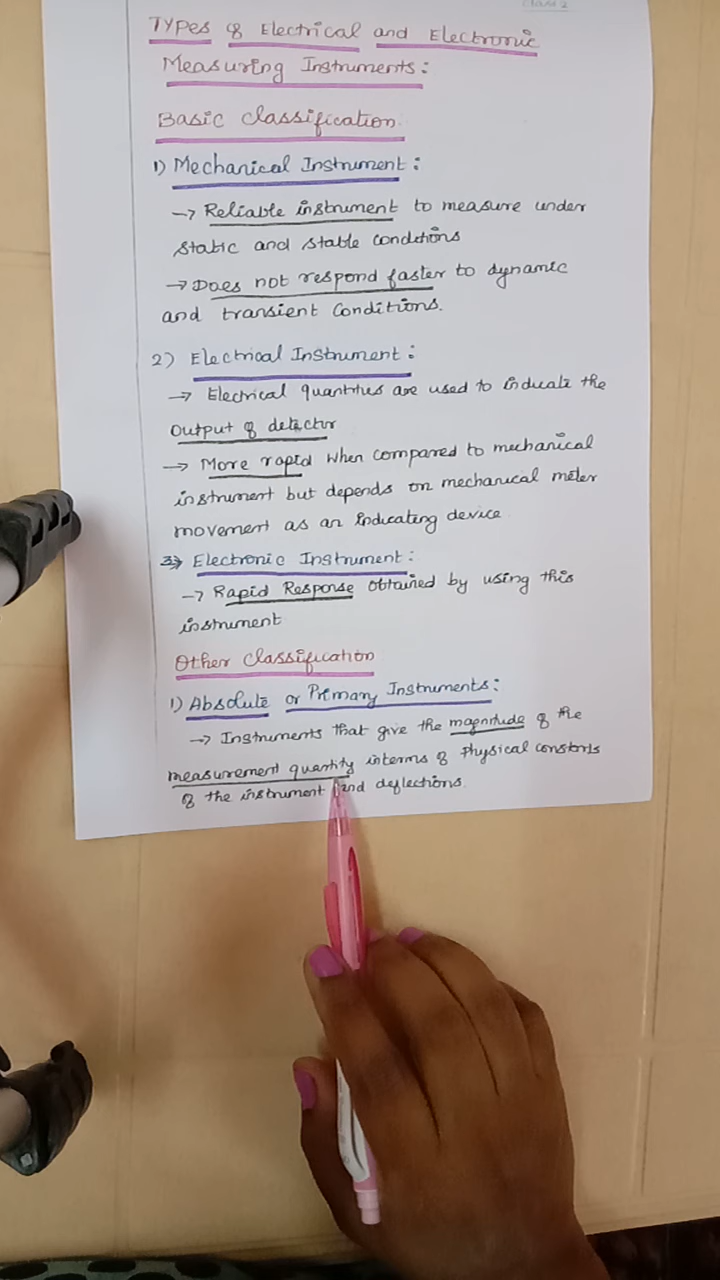 Class 2
Types of Electrical and Electronic
Measuring Instruments:
Basic Classification
1) Mechanical Instrument:
→ Reliable instrument to measure under
static and stable conditions
→ Does not respond faster to dynamic
and transient Conditions.
2) Electrical Instrument:
→ Electrical quantities are used to indicate the
output of detector
→ More rapid when compared to mechanical
instrument but depends on mechanical meter
movement as an indicating device
3) Electronic Instrument:
→ Rapid Response obtained by using this
instrument
Other Classification
1) Absolute or Primary Instruments:
→ Instruments that give the magnitude of the
measurement quantity interms of physical constants
of the instrument and deflections.